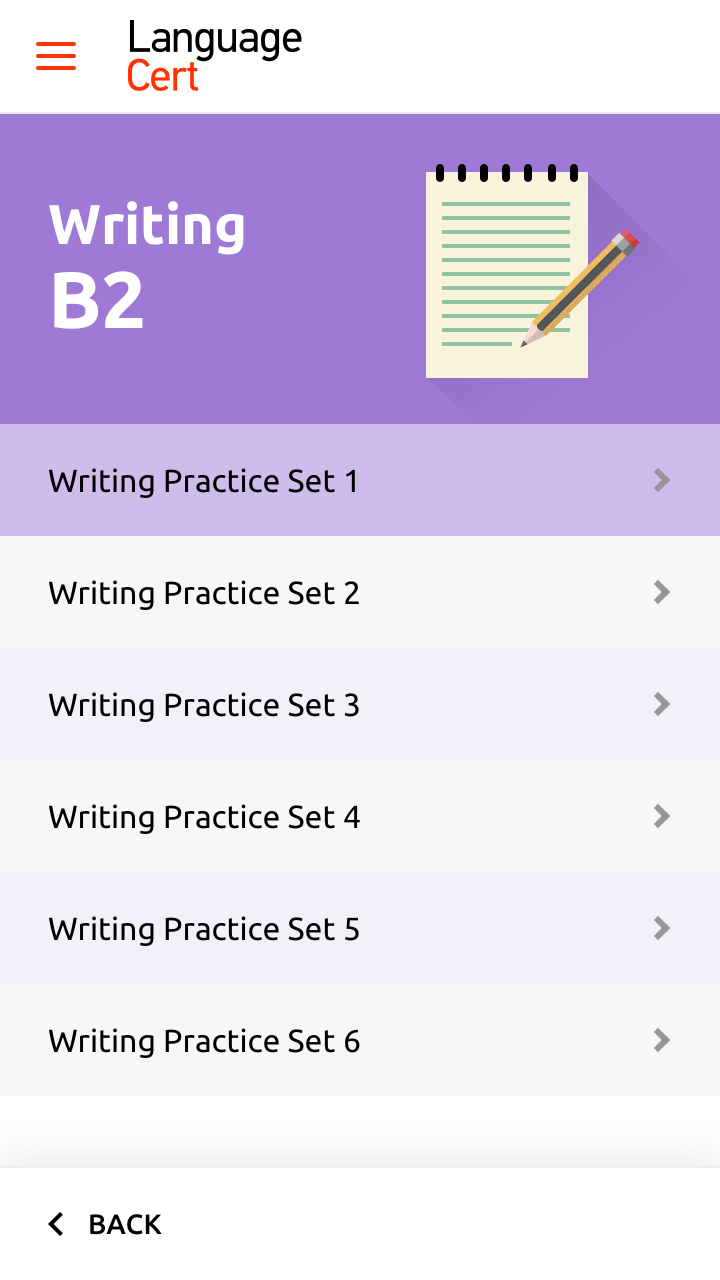 Language
Cert
Writing
B2
Writing Practice Set 1
Writing Practice Set 2
Writing Practice Set 3
Writing Practice Set 4
Writing Practice Set 5
Writing Practice Set 6
BACK